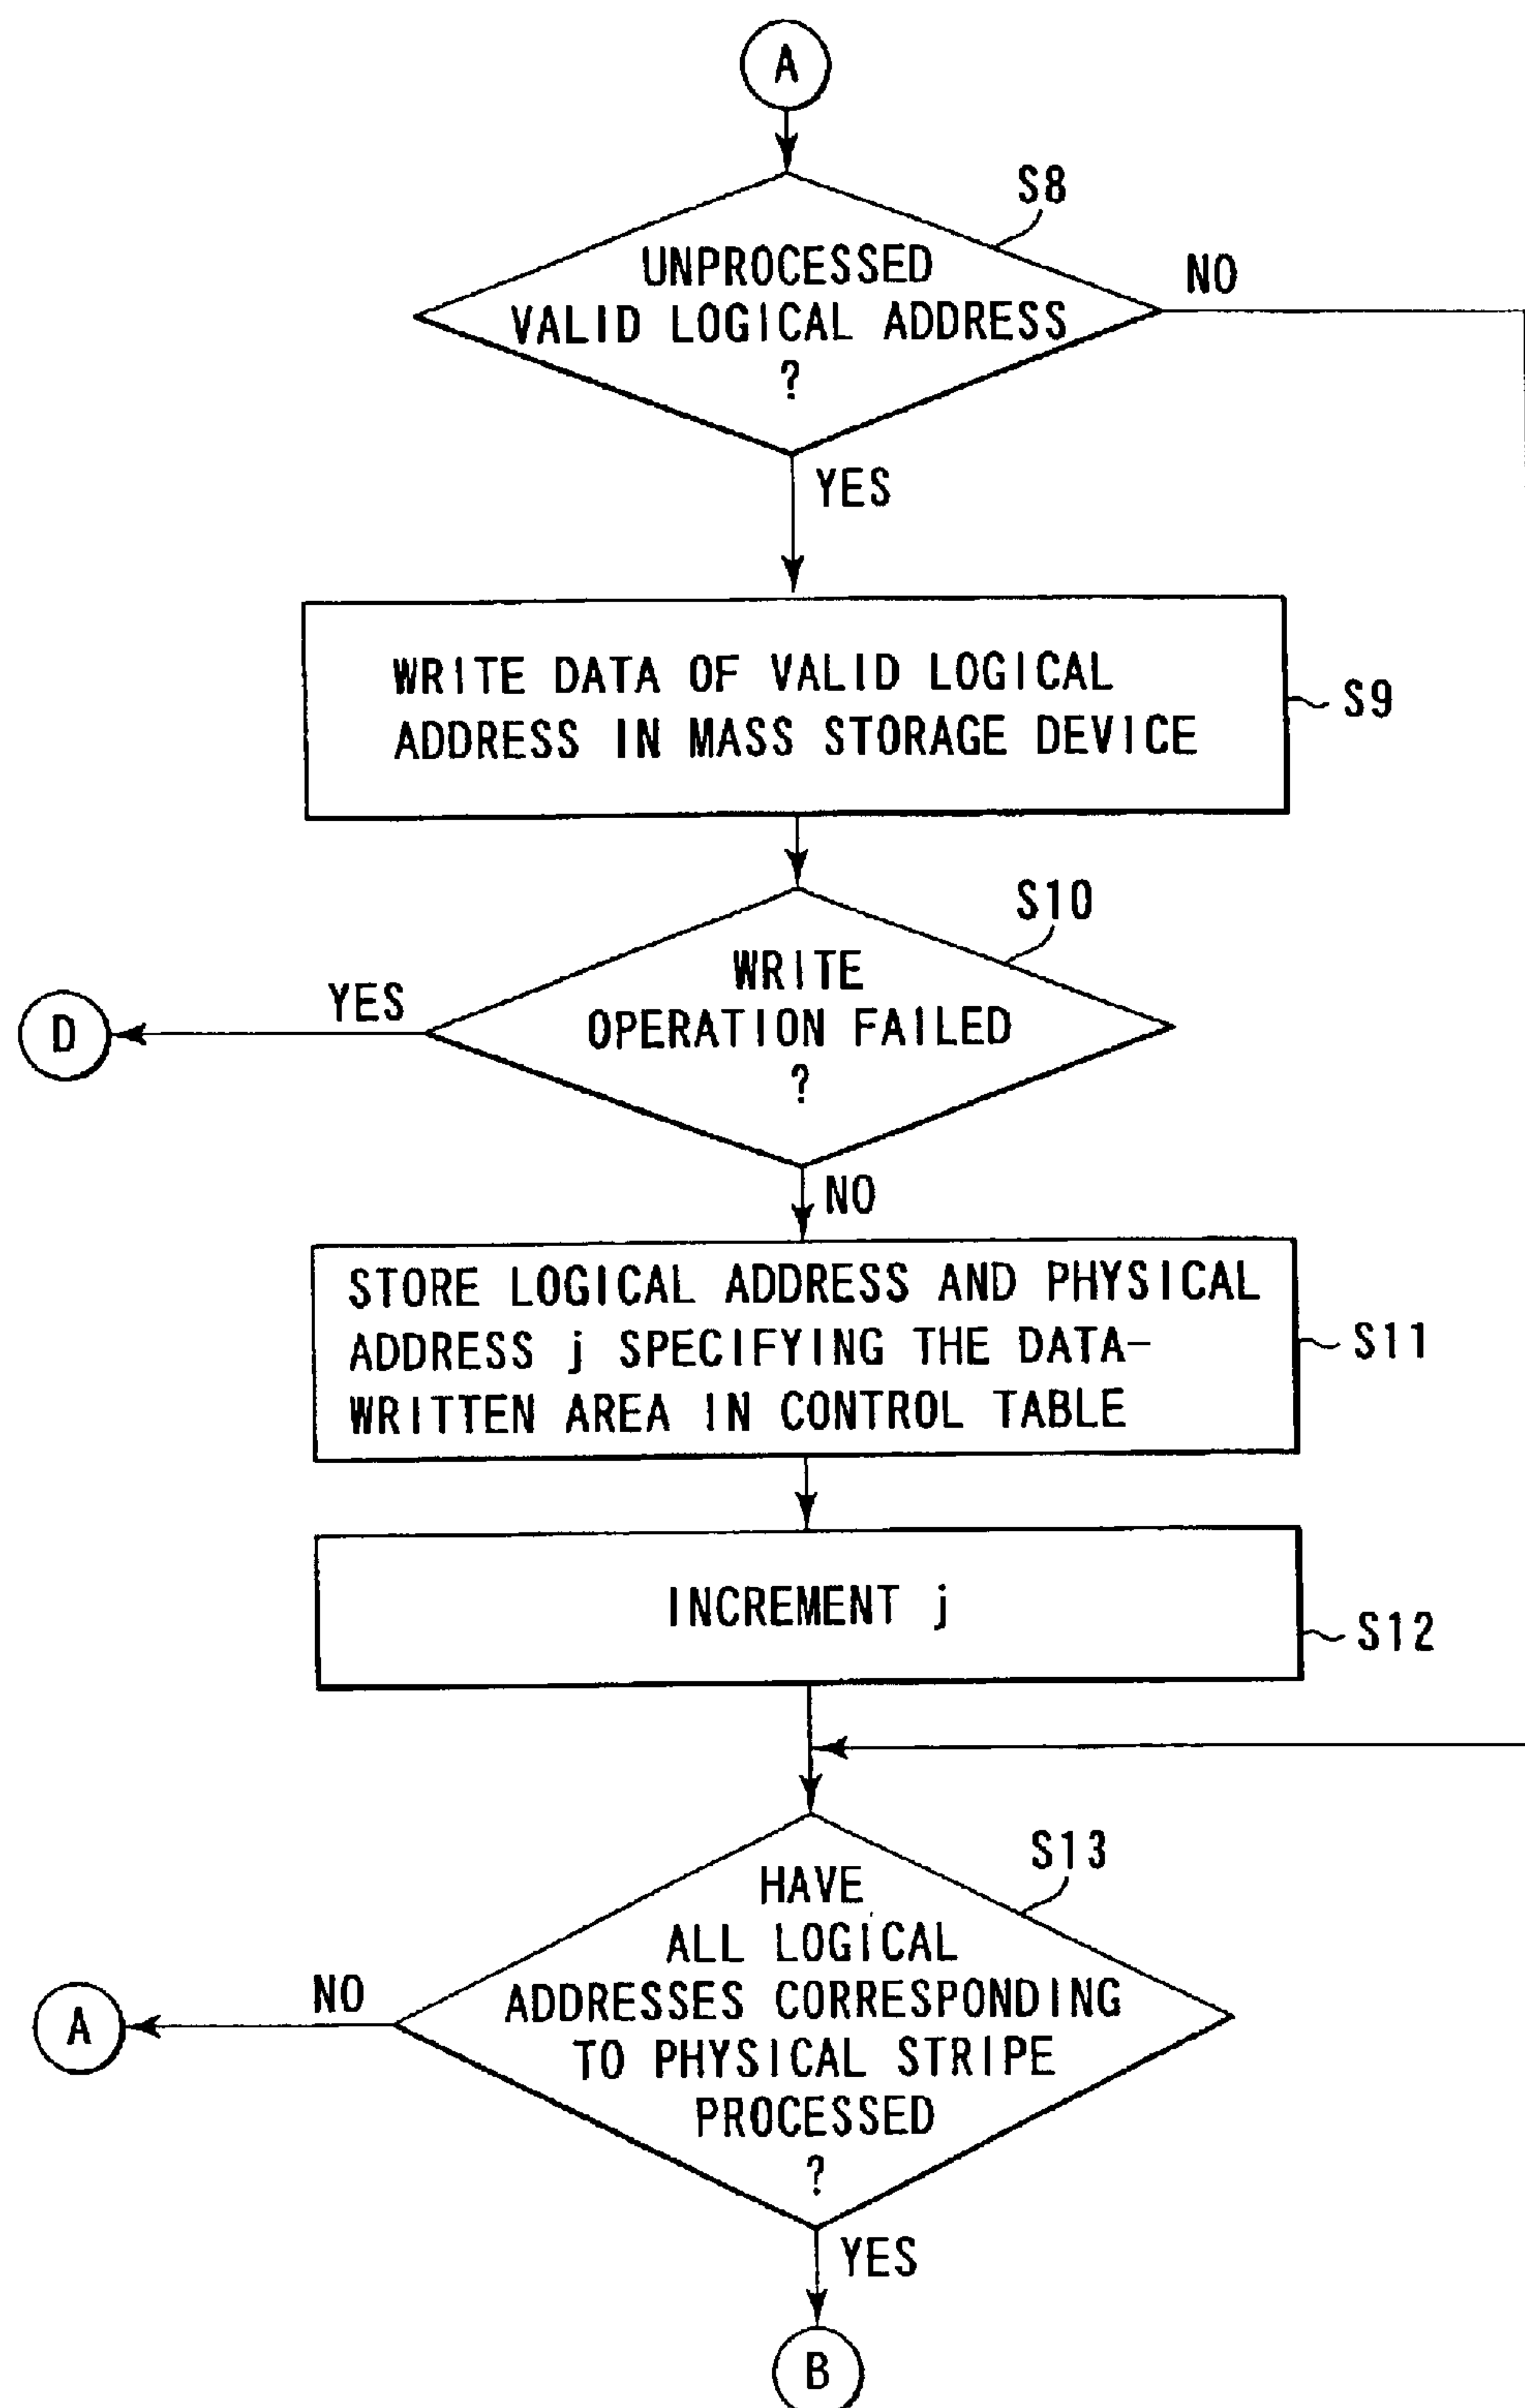 A
S8
UNPROCESSED
VALID LOGICAL ADDRESS
?
NO
YES
WRITE DATA OF VALID LOGICAL
ADDRESS IN MASS STORAGE DEVICE
S9
S10
WRITE
OPERATION FAILED
?
YES
D
NO
STORE LOGICAL ADDRESS AND PHYSICAL
ADDRESS j SPECIFYING THE DATA-
WRITTEN AREA IN CONTROL TABLE
S11
INCREMENT j
S12
S13
HAVE
ALL LOGICAL
ADDRESSES CORRESPONDING
TO PHYSICAL STRIPE
PROCESSED
?
NO
A
YES
B